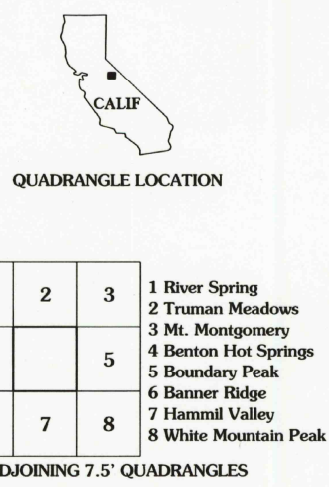 CALIF
QUADRANGLE LOCATION
2 3
5
7 8
1 River Spring
2 Truman Meadows
3 Mt. Montgomery
4 Benton Hot Springs
5 Boundary Peak
6 Banner Ridge
7 Hammil Valley
8 White Mountain Peak
DJOINING 7.5' QUADRANGLES